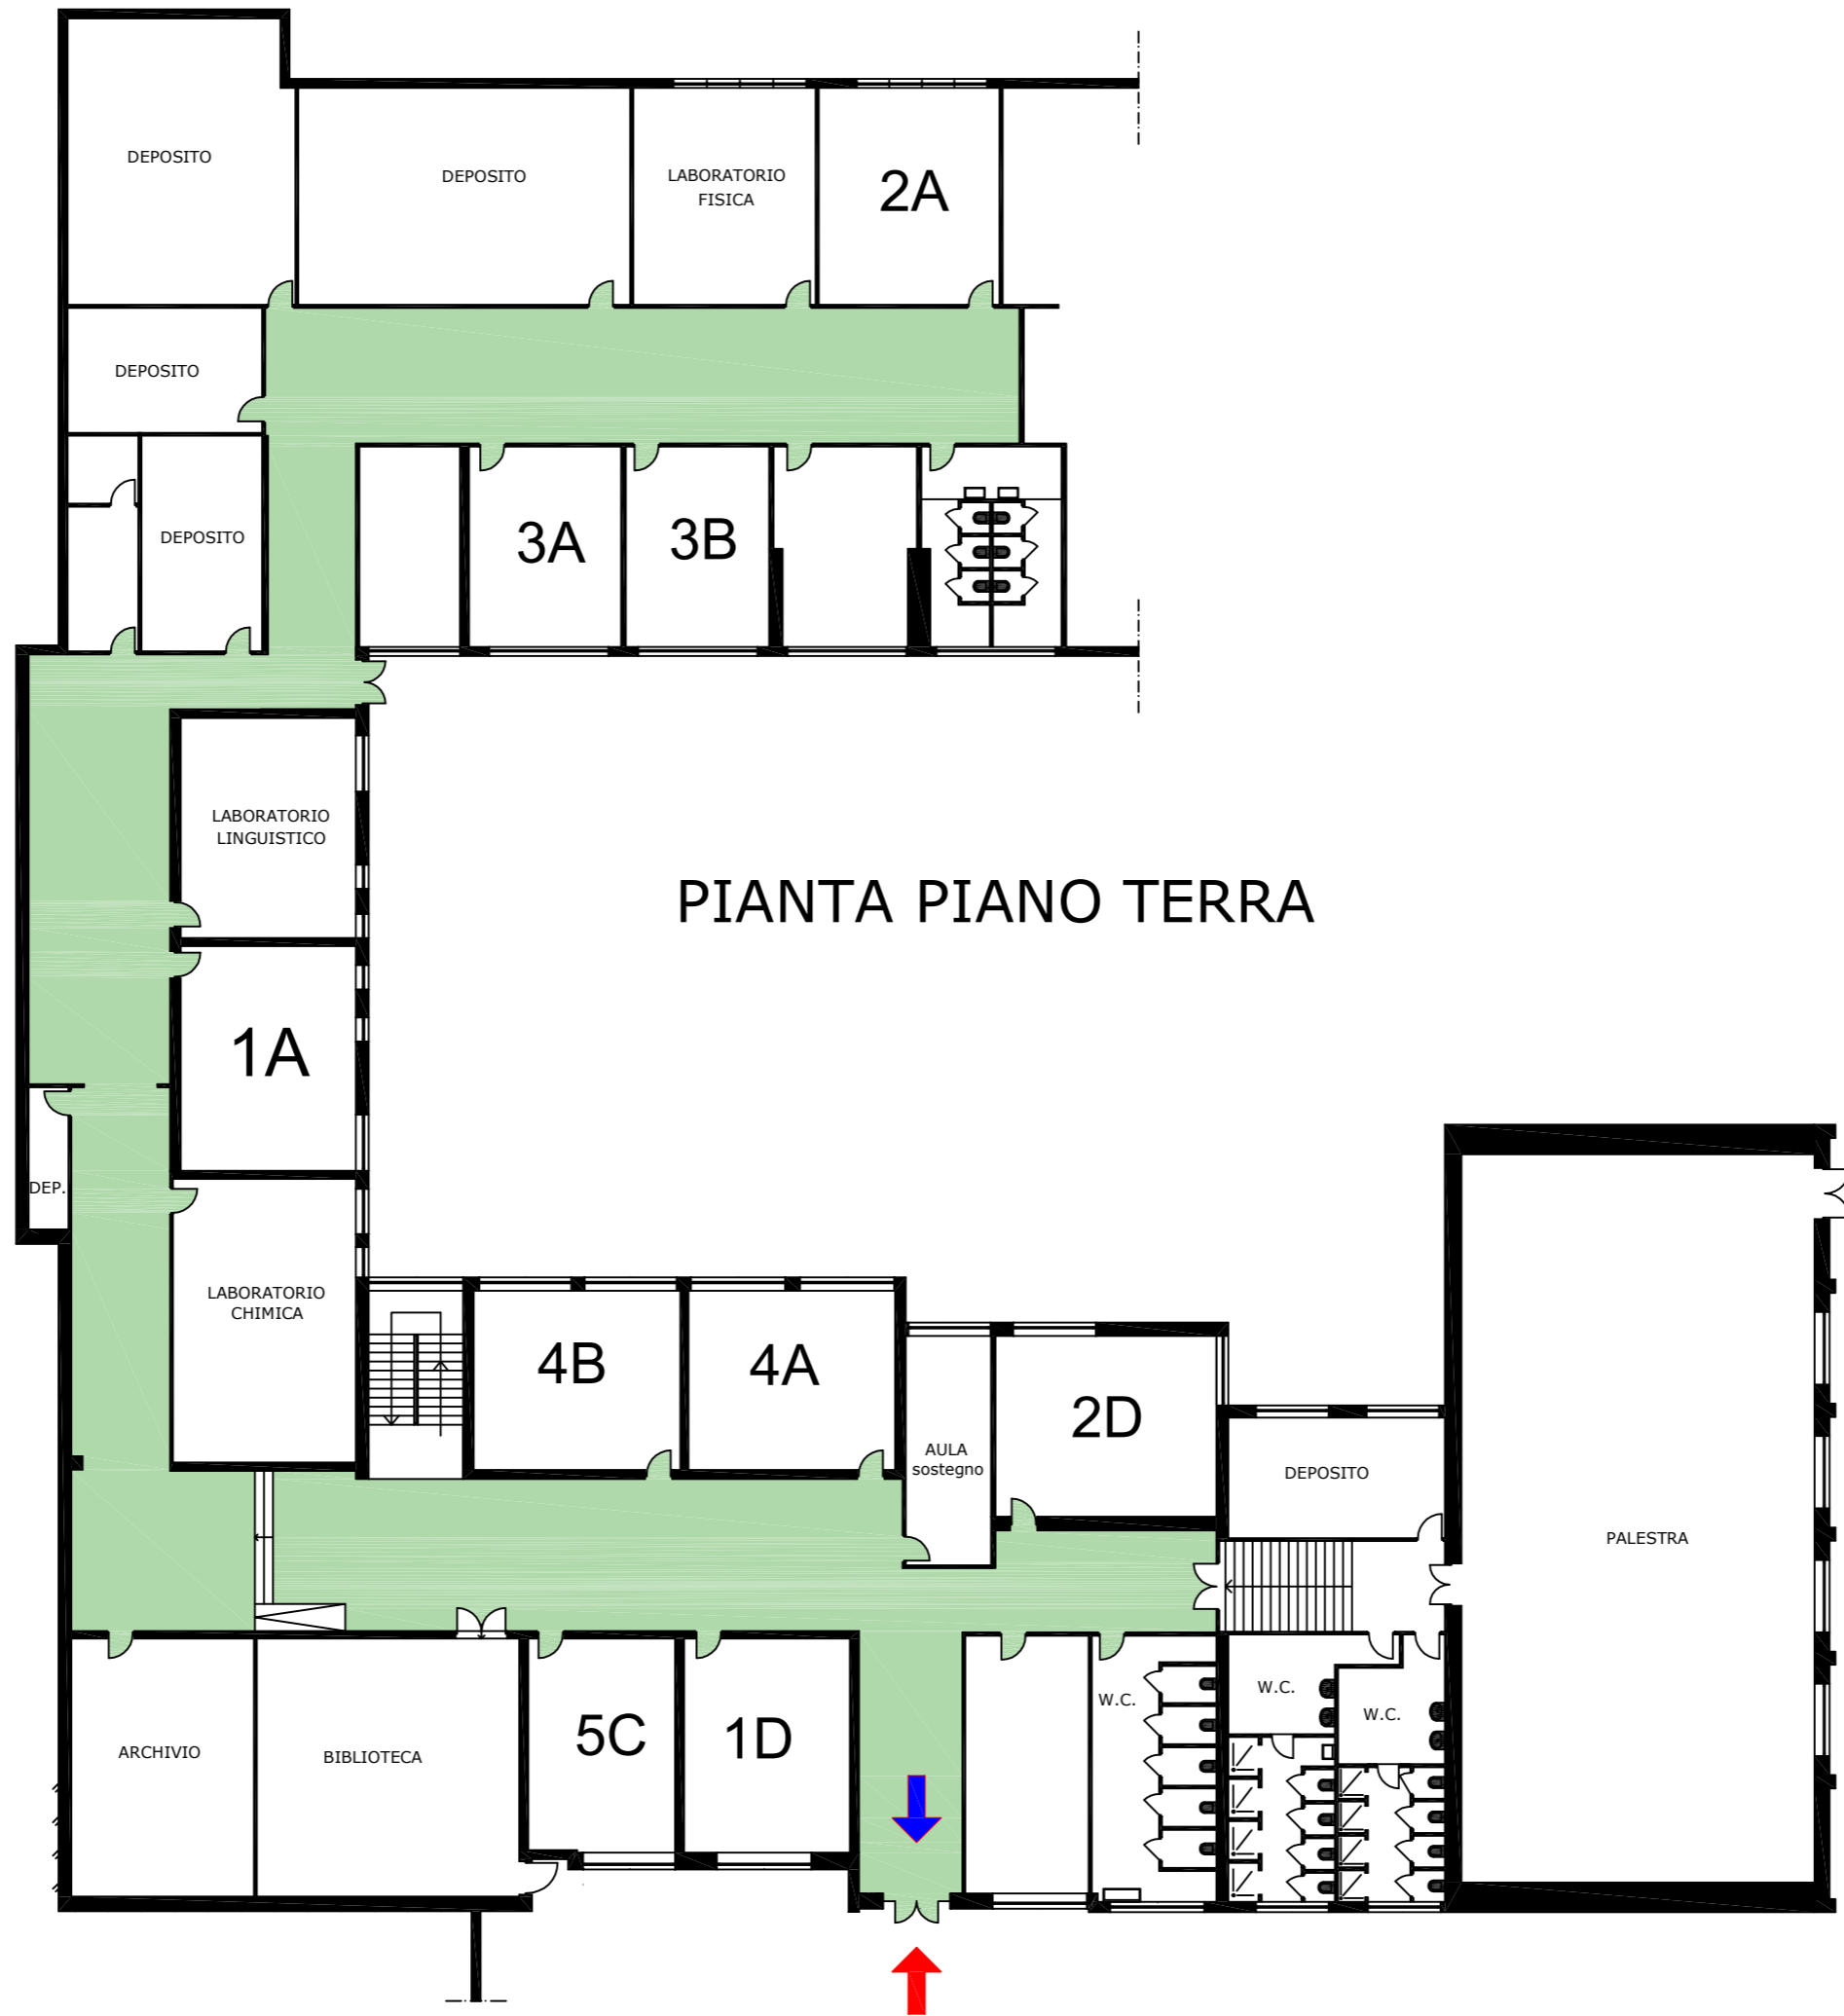 DEPOSITO
DEPOSITO
LABORATORIO
FISICA
2A
DEPOSITO
DEPOSITO
3A
3B
LABORATORIO
LINGUISTICO
PIANTA PIANO TERRA
1A
DEP.
LABORATORIO
CHIMICA
4B
4A
AULA
sostegno
2D
DEPOSITO
PALESTRA
ARCHIVIO
BIBLIOTECA
5C
1D
W.C.
W.C.
W.C.